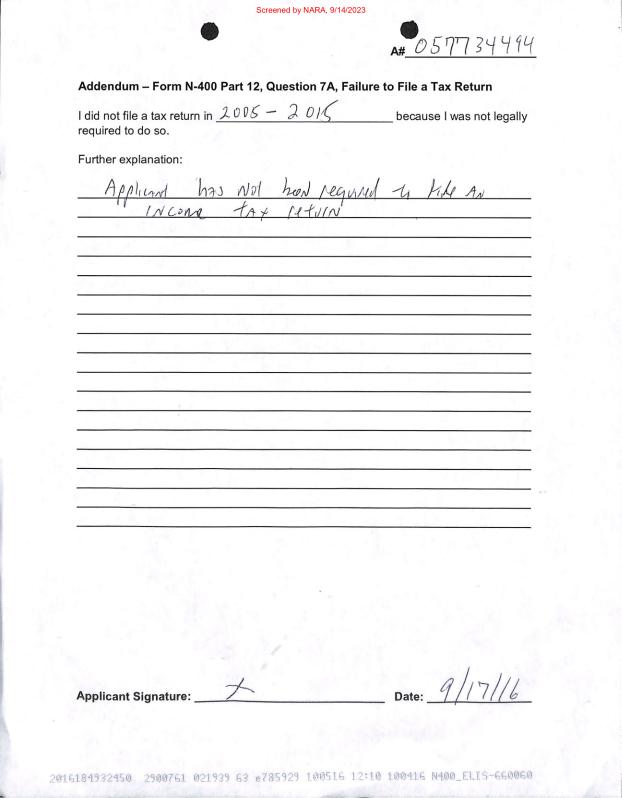 Screened by NARA, 9/14/2023
A# 057734494
Addendum – Form N-400 Part 12, Question 7A, Failure to File a Tax Return
I did not file a tax return in 2005 - 2015 because I was not legally
required to do so.
Further explanation:
Applicant has not been required to file an
income tax return
Applicant Signature: X Date: 9/17/16
2016184932450 2900761 021939 63 e785929 100516 12:10 100416 N400_ELIS-660060